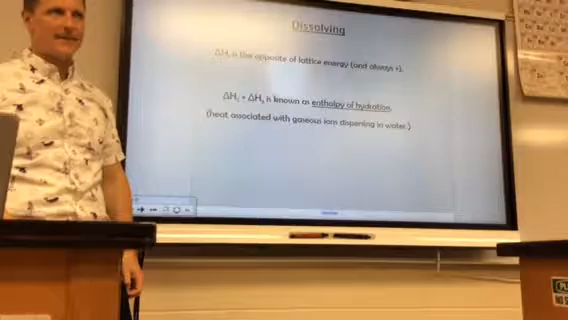 Dissolving
ΔH₁ is the opposite of lattice energy (and always +).
ΔH₂ + ΔH₃ is known as enthalpy of hydration.
(heat associated with gaseous ions dispersing in water.)